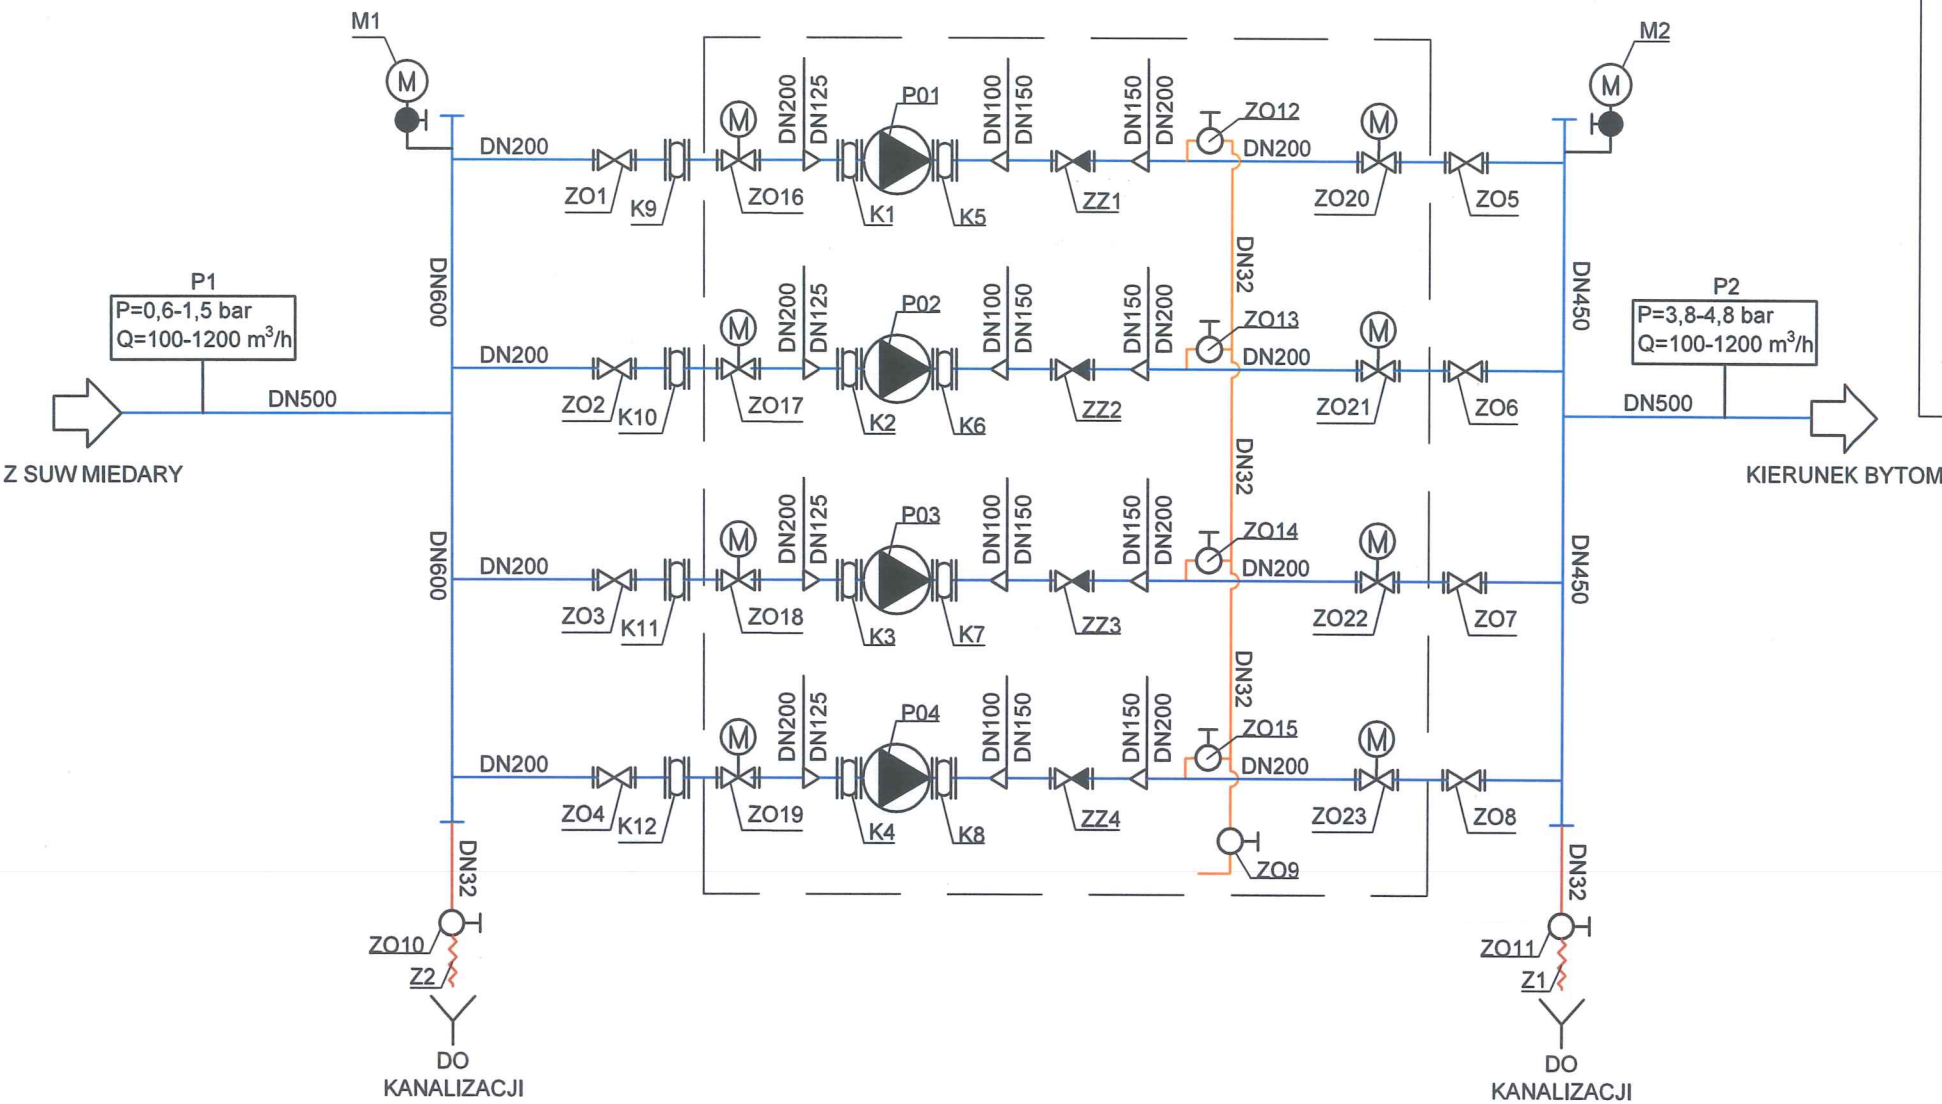 M1
M
M2
M
DN200
ZO1
K9
M
ZO16
DN200
DN125
P01
K1
K5
DN100
DN150
ZZ1
DN150
DN200
ZO12
DN200
M
ZO20
ZO5
DN600
DN32
DN450
P1
P=0,6-1,5 bar
Q=100-1200 m³/h
DN500
Z SUW MIEDARY
P2
P=3,8-4,8 bar
Q=100-1200 m³/h
DN500
KIERUNEK BYTOM
DN200
ZO2
K10
M
ZO17
DN200
DN125
P02
K2
K6
DN100
DN150
ZZ2
DN150
DN200
ZO13
DN200
M
ZO21
ZO6
DN600
DN32
DN450
DN200
ZO3
K11
M
ZO18
DN200
DN125
P03
K3
K7
DN100
DN150
ZZ3
DN150
DN200
ZO14
DN200
M
ZO22
ZO7
DN32
DN200
ZO4
K12
M
ZO19
DN200
DN125
P04
K4
K8
DN100
DN150
ZZ4
DN150
DN200
ZO15
DN200
M
ZO23
ZO8
ZO9
DN32
ZO10
Z2
DO
KANALIZACJI
DN32
ZO11
Z1
DO
KANALIZACJI